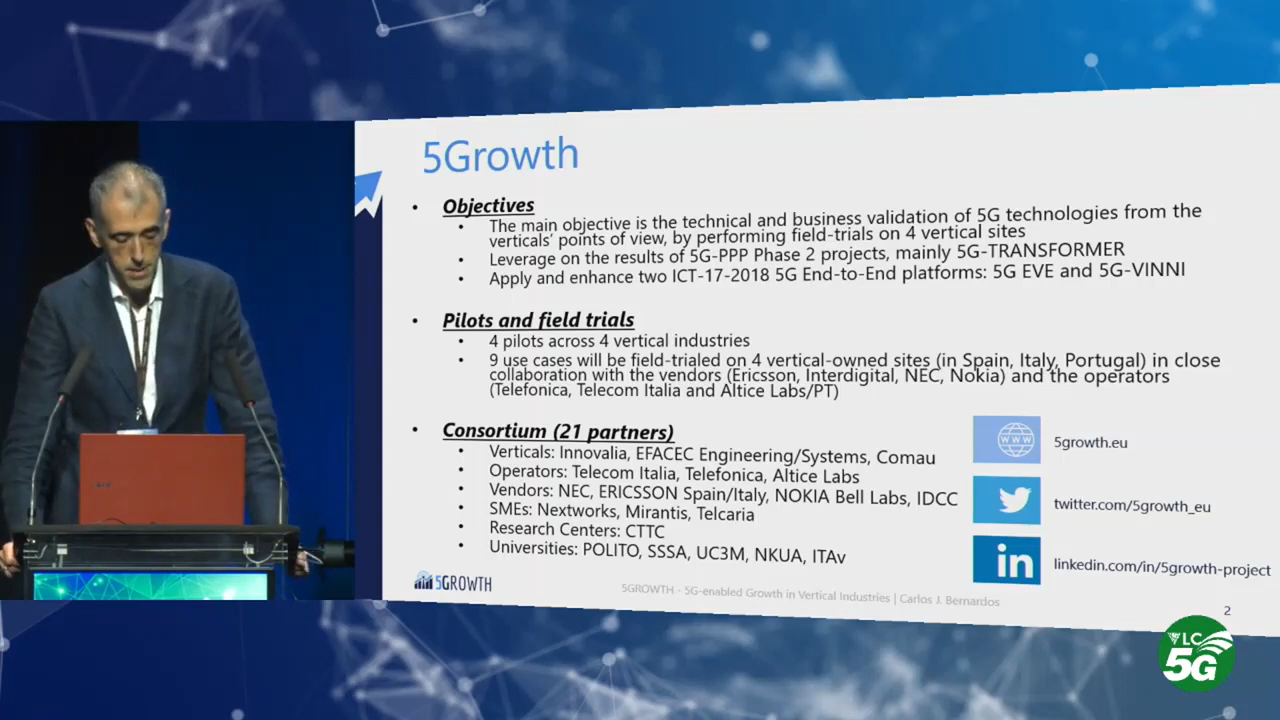 5Growth
• Objectives
• The main objective is the technical and business validation of 5G technologies from the
verticals' points of view, by performing field-trials on 4 vertical sites
• Leverage on the results of 5G-PPP Phase 2 projects, mainly 5G-TRANSFORMER
• Apply and enhance two ICT-17-2018 5G End-to-End platforms: 5G EVE and 5G-VINNI
• Pilots and field trials
• 4 pilots across 4 vertical industries
• 9 use cases will be field-trialed on 4 vertical-owned sites (in Spain, Italy, Portugal) in close
collaboration with the vendors (Ericsson, Interdigital, NEC, Nokia) and the operators
(Telefonica, Telecom Italia and Altice Labs/PT)
• Consortium (21 partners)
• Verticals: Innovalia, EFACEC Engineering/Systems, Comau
• Operators: Telecom Italia, Telefonica, Altice Labs
• Vendors: NEC, ERICSSON Spain/Italy, NOKIA Bell Labs, IDCC
• SMEs: Nextworks, Mirantis, Telcaria
• Research Centers: CTTC
• Universities: POLITO, SSSA, UC3M, NKUA, ITAv
WWW
5growth.eu
twitter.com/5growth_eu
in
linkedin.com/in/5growth-project
5GROWTH
5GROWTH - 5G-enabled Growth in Vertical Industries | Carlos J. Bernardos
2
VLC
5G